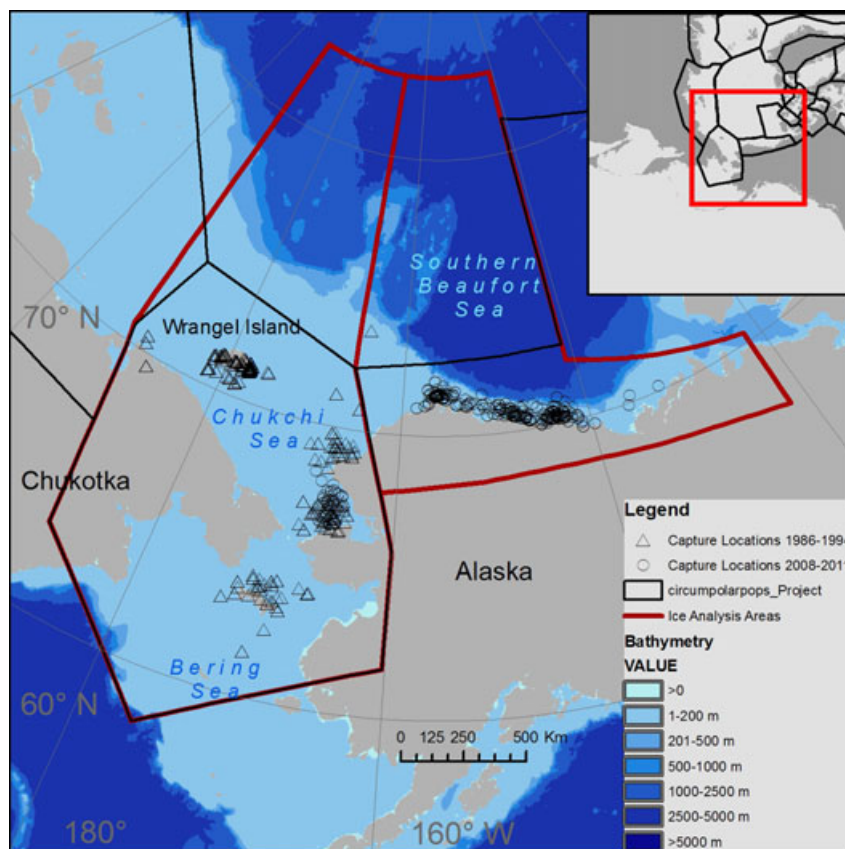 70° N
Wrangel Island
Southern
Beaufort
Sea
Chukchi
Sea
Chukotka
Alaska
Bering
Sea
60° N
180°
160° W
0 125 250 500 Km
Legend
Capture Locations 1986-1994
Capture Locations 2008-2011
circumpolarpops_Project
Ice Analysis Areas
Bathymetry
VALUE
>0
1-200 m
201-500 m
500-1000 m
1000-2500 m
2500-5000 m
>5000 m